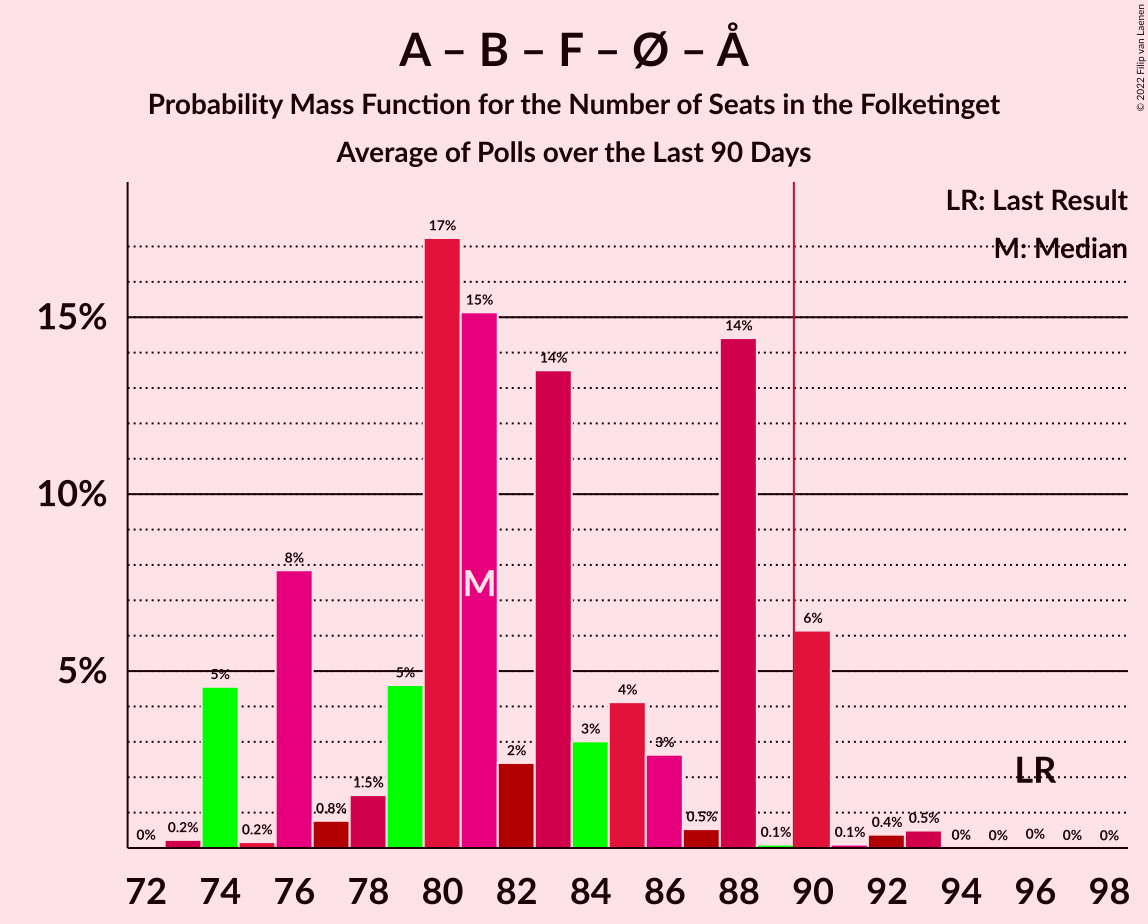 A – B – F – Ø – Å
Probability Mass Function for the Number of Seats in the Folketinget
Average of Polls over the Last 90 Days
© 2022 Filip van Laenen
LR: Last Result
M: Median
15%
10%
5%
0% 0.2% 5% 0.2% 8% 0.8% 1.5% 5% 17% 15% 2% 14% 3% 4% 3% 0.5% 14% 0.1% 6% 0.1% 0.4% 0.5% 0% 0% 0% 0% 0%
M
LR
72 74 76 78 80 82 84 86 88 90 92 94 96 98